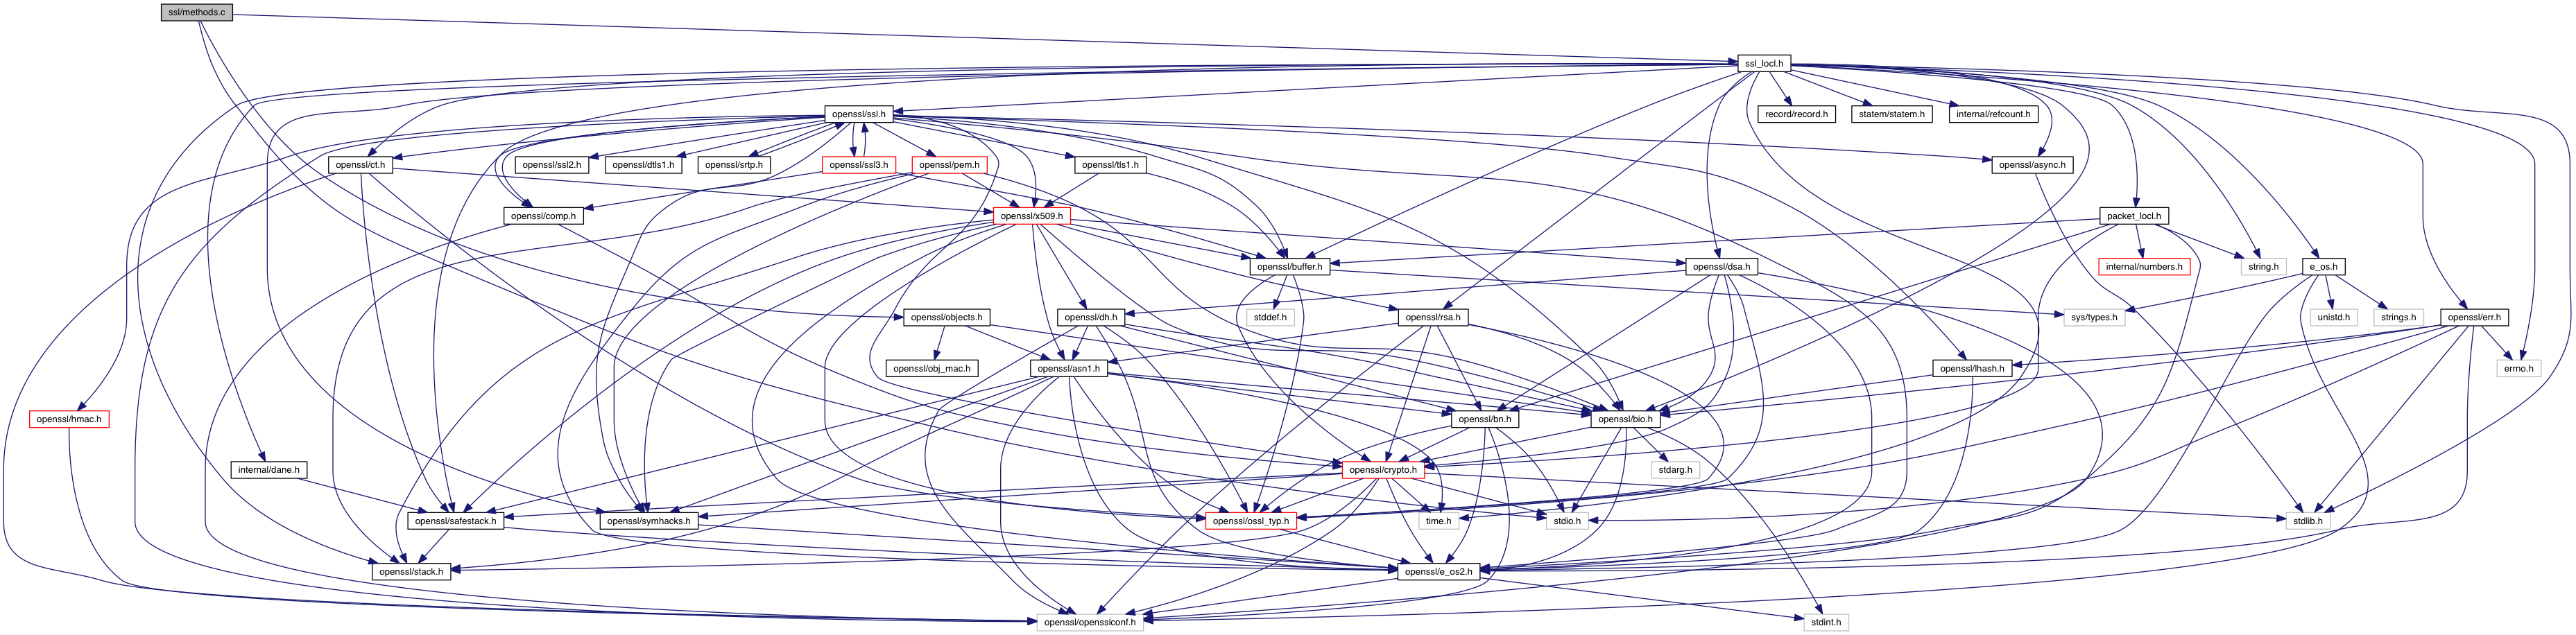 ssl/methods.c
ssl_locl.h
openssl/ssl.h
record/record.h
statem/statem.h
internal/refcount.h
openssl/ct.h
openssl/ssl2.h
openssl/dtls1.h
openssl/srtp.h
openssl/ssl3.h
openssl/pem.h
openssl/tls1.h
openssl/async.h
openssl/comp.h
openssl/x509.h
packet_locl.h
openssl/buffer.h
openssl/dsa.h
internal/numbers.h
string.h
e_os.h
openssl/objects.h
stddef.h
openssl/dh.h
openssl/rsa.h
sys/types.h
unistd.h
strings.h
openssl/err.h
openssl/obj_mac.h
openssl/asn1.h
openssl/lhash.h
errno.h
openssl/hmac.h
openssl/bn.h
openssl/bio.h
internal/dane.h
openssl/crypto.h
stdarg.h
openssl/safestack.h
openssl/symhacks.h
openssl/ossl_typ.h
time.h
stdio.h
stdlib.h
openssl/stack.h
openssl/e_os2.h
openssl/opensslconf.h
stdint.h